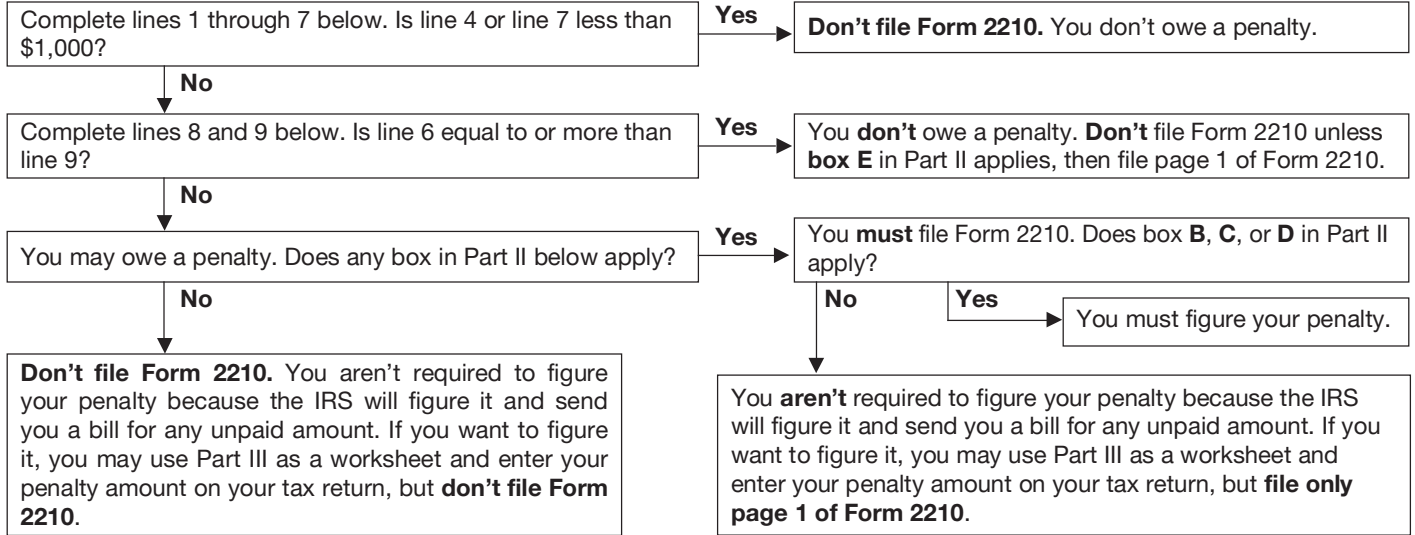 Complete lines 1 through 7 below. Is line 4 or line 7 less than
$1,000?
Yes
Don't file Form 2210. You don't owe a penalty.
No
Complete lines 8 and 9 below. Is line 6 equal to or more than
line 9?
Yes
You don't owe a penalty. Don't file Form 2210 unless
box E in Part II applies, then file page 1 of Form 2210.
No
You may owe a penalty. Does any box in Part II below apply?
Yes
You must file Form 2210. Does box B, C, or D in Part II
apply?
No
Yes
You must figure your penalty.
No
Don't file Form 2210. You aren't required to figure
your penalty because the IRS will figure it and send
you a bill for any unpaid amount. If you want to figure
it, you may use Part III as a worksheet and enter your
penalty amount on your tax return, but don't file Form
2210.
You aren't required to figure your penalty because the IRS
will figure it and send you a bill for any unpaid amount. If you
want to figure it, you may use Part III as a worksheet and
enter your penalty amount on your tax return, but file only
page 1 of Form 2210.